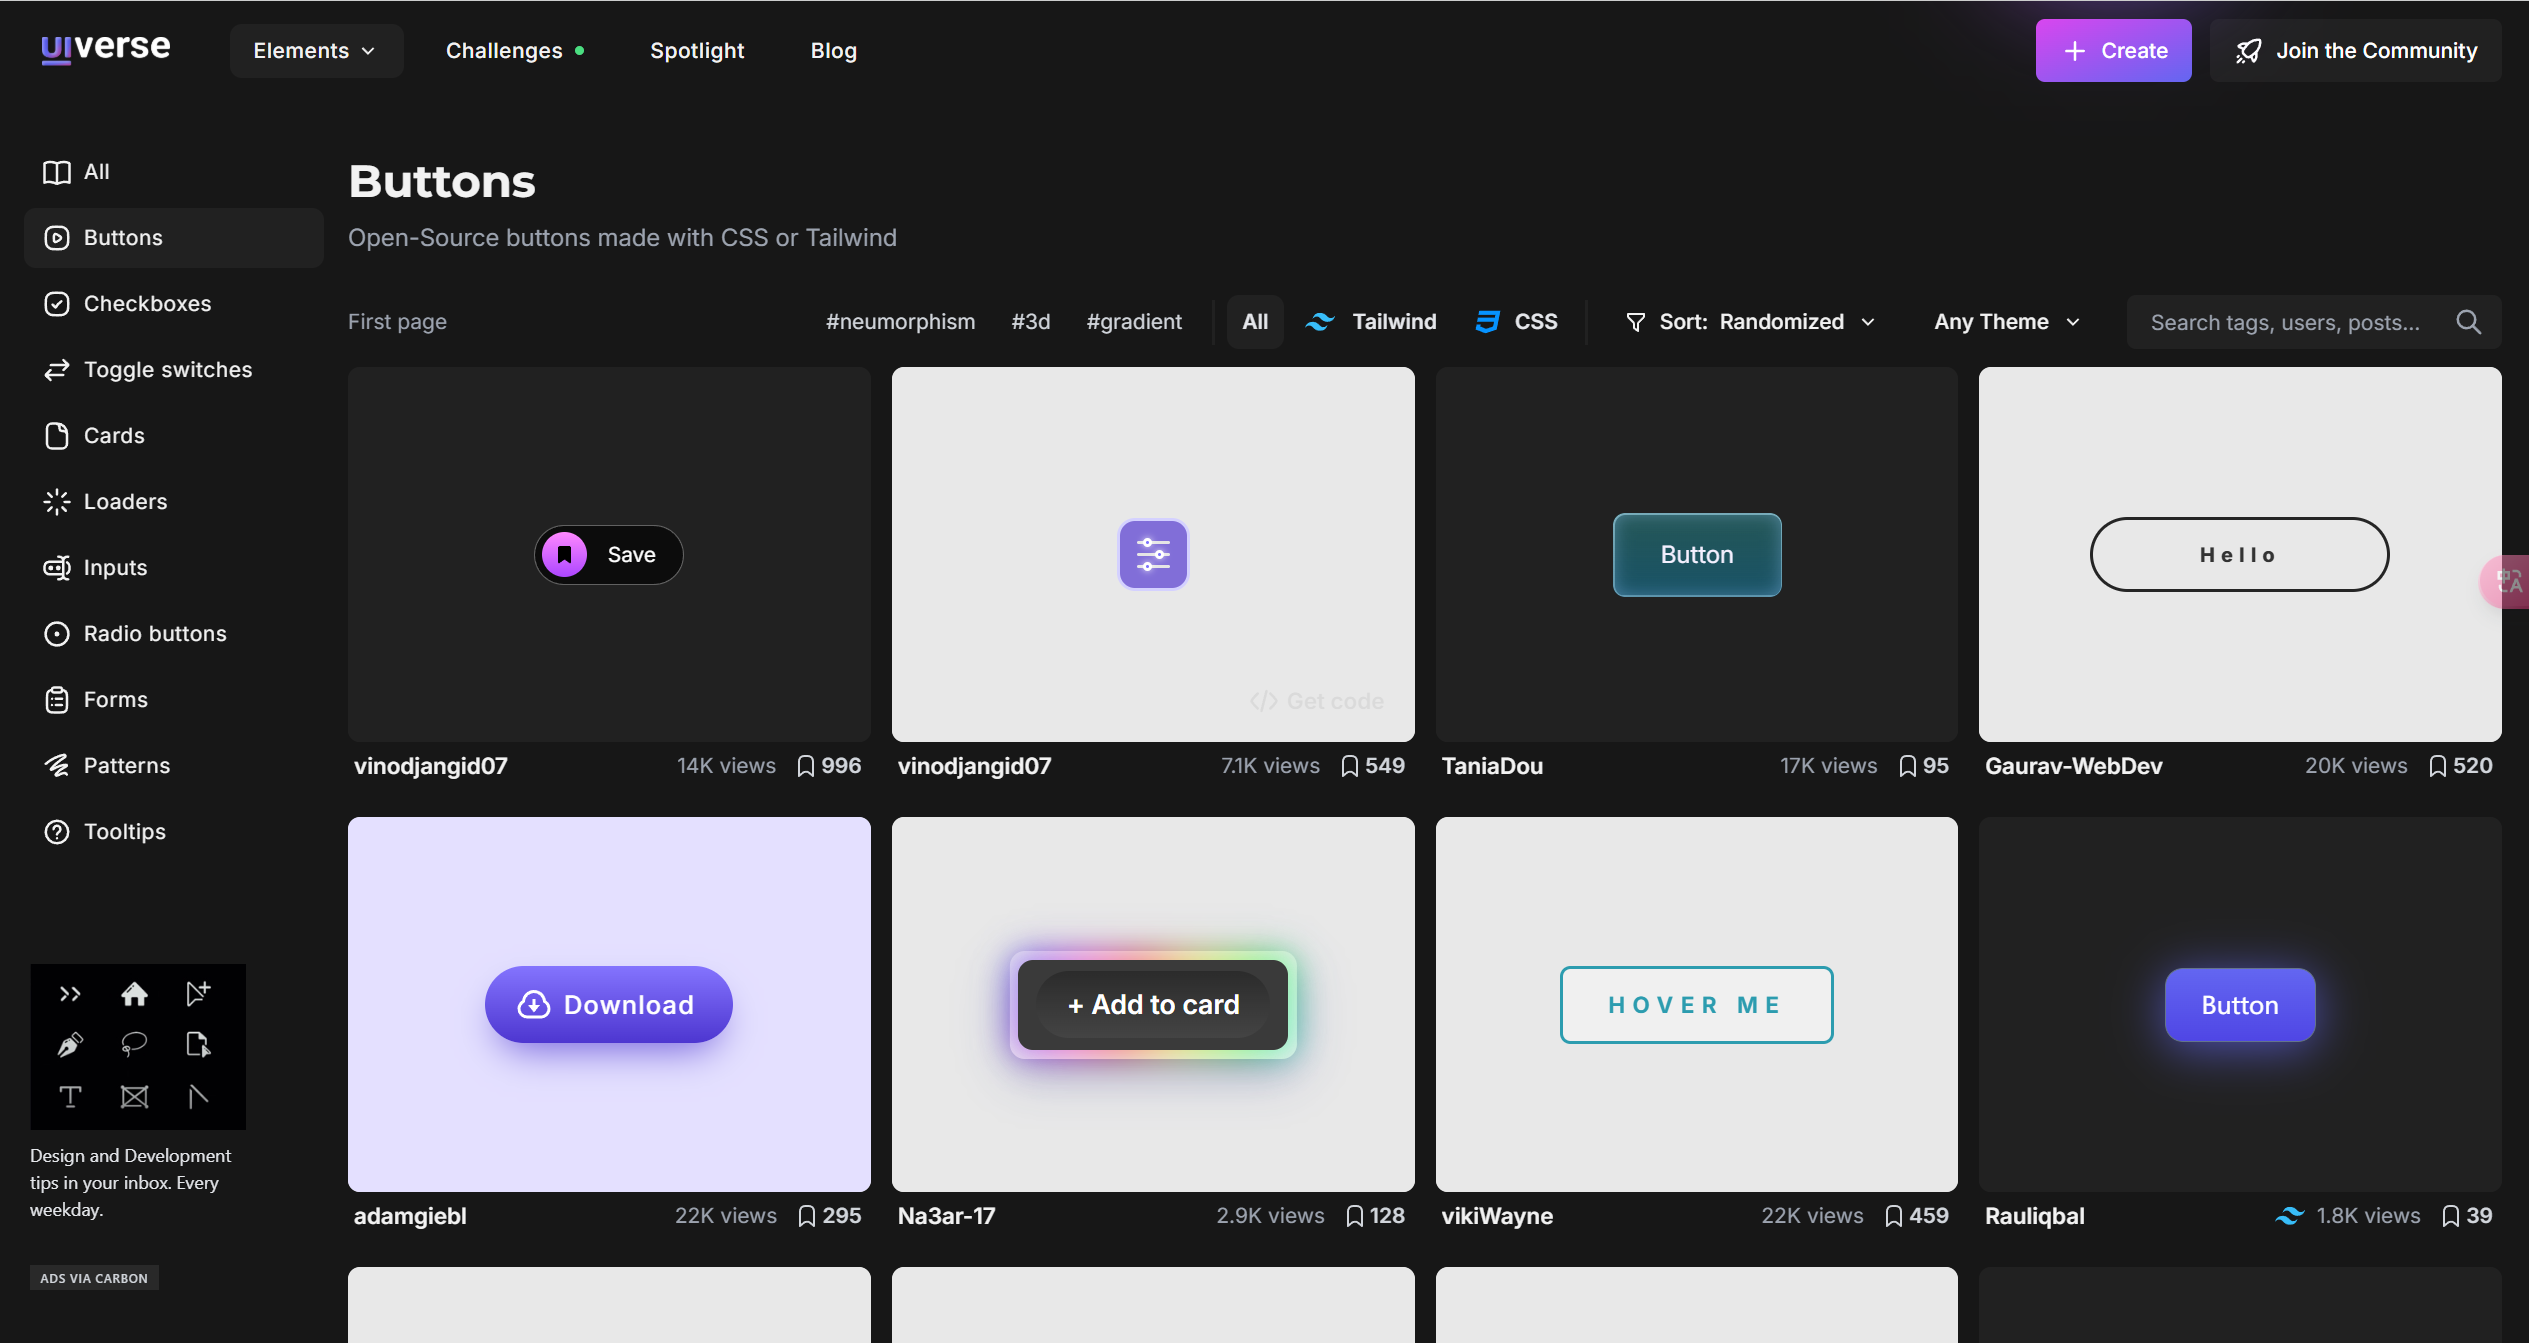 uiverse
Elements
Challenges
Spotlight
Blog
Create
Join the Community
All
Buttons
Checkboxes
Toggle switches
Cards
Loaders
Inputs
Radio buttons
Forms
Patterns
Tooltips
Design and Development
tips in your inbox. Every
weekday.
ADS VIA CARBON
Buttons
Open-Source buttons made with CSS or Tailwind
First page
#neumorphism
#3d
#gradient
All
Tailwind
CSS
Sort: Randomized
Any Theme
Search tags, users, posts...
Save
vinodjangid07 14K views 996
Get code
vinodjangid07 7.1K views 549
Button
TaniaDou 17K views 95
Hello
Gaurav-WebDev 20K views 520
Download
adamgiebl 22K views 295
+ Add to card
Na3ar-17 2.9K views 128
HOVER ME
vikiWayne 22K views 459
Button
Rauliqbal 1.8K views 39
中A